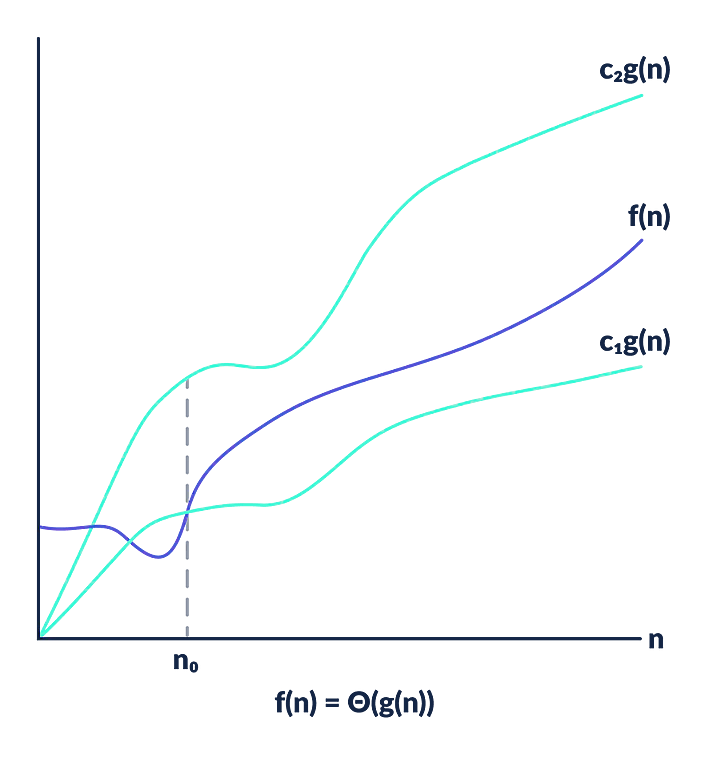 c₂g(n)
f(n)
c₁g(n)
n
n₀
f(n) = Θ(g(n))